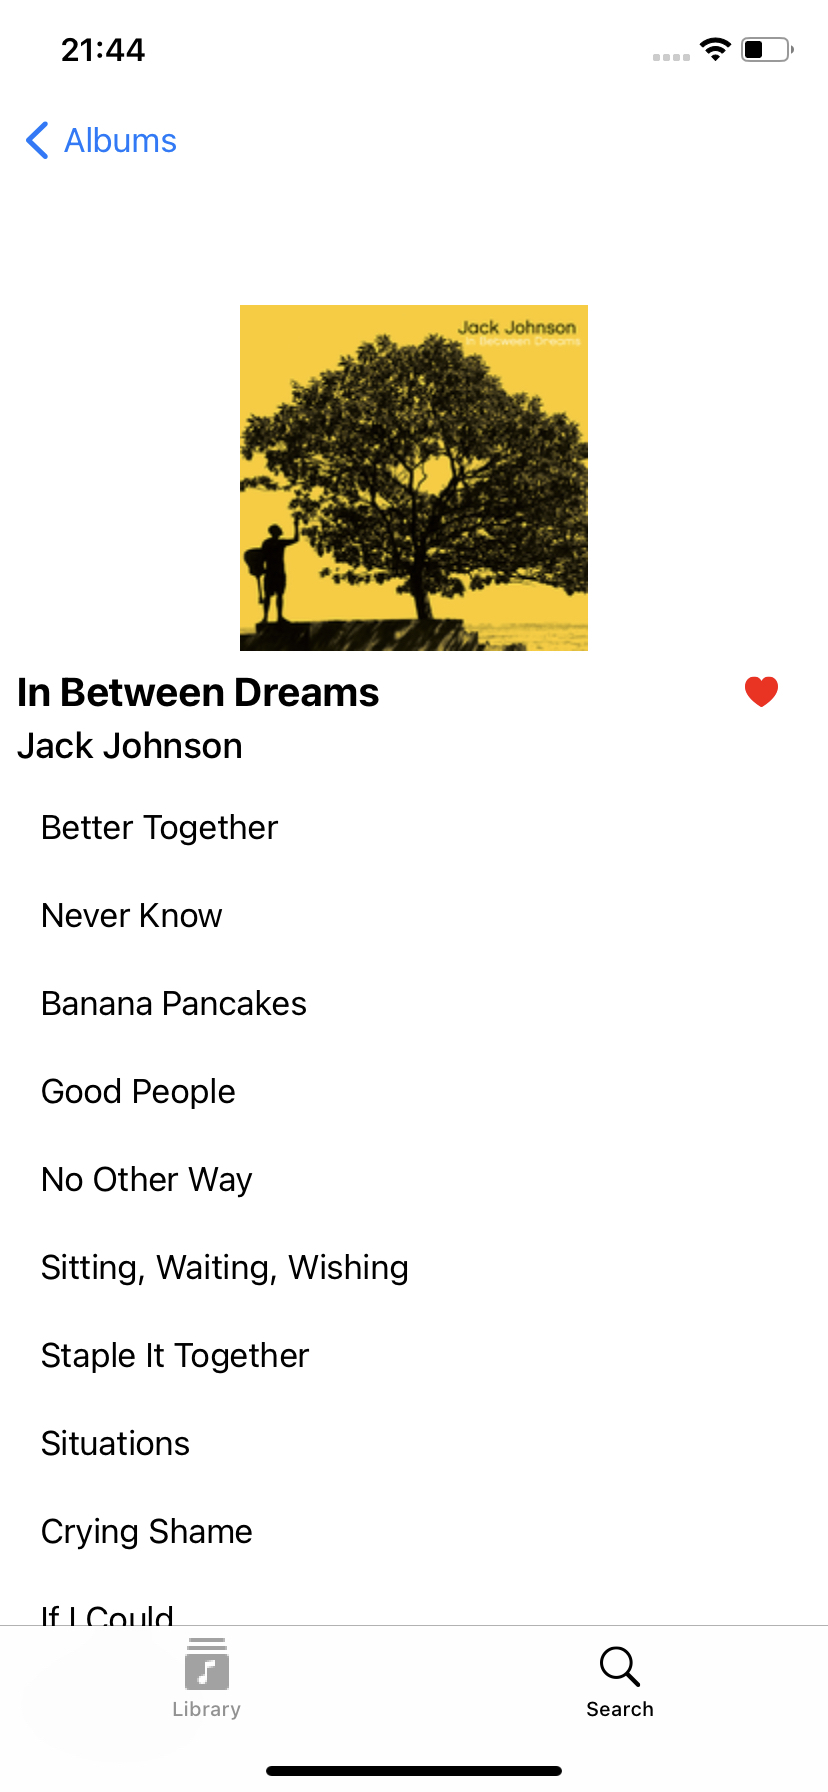 21:44
Albums
Jack Johnson
In Between Dreams
In Between Dreams
Jack Johnson
Better Together
Never Know
Banana Pancakes
Good People
No Other Way
Sitting, Waiting, Wishing
Staple It Together
Situations
Crying Shame
If I Could
Library
Search